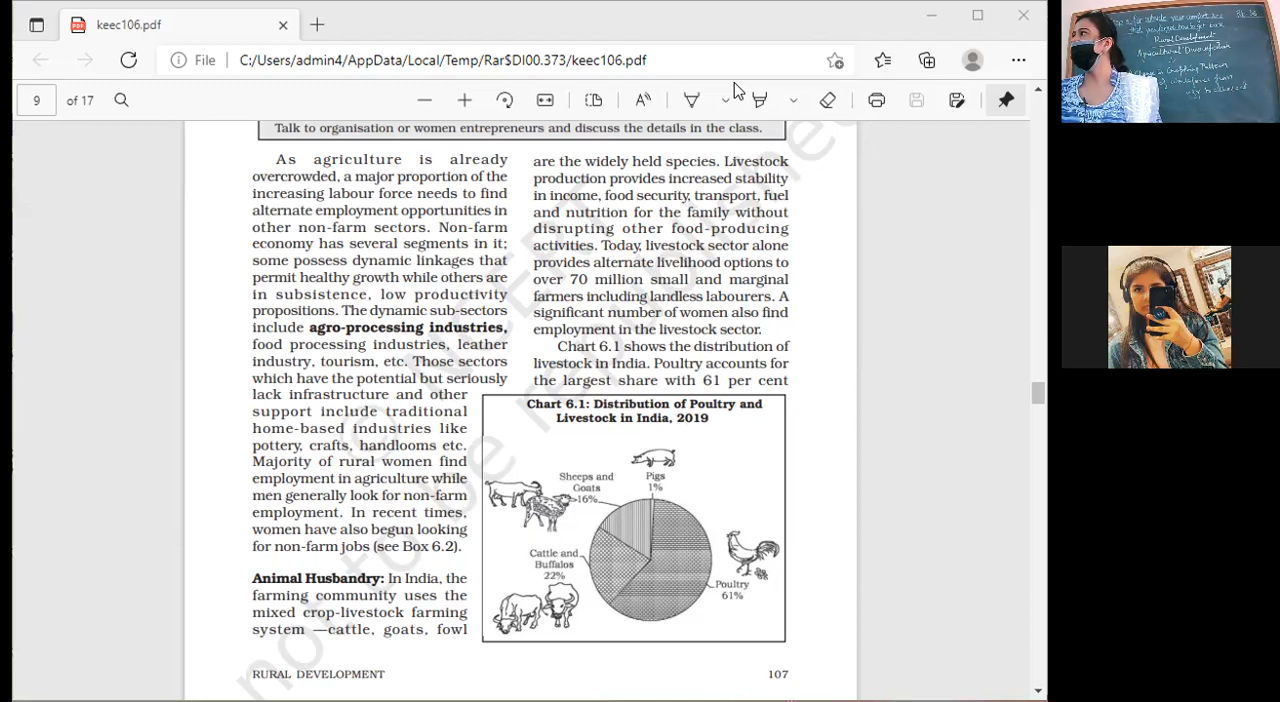 keec106.pdf
File C:/Users/admin4/AppData/Local/Temp/Rar$DI00.373/keec106.pdf
9 of 17
Talk to organisation or women entrepreneurs and discuss the details in the class.
As agriculture is already
overcrowded, a major proportion of the
increasing labour force needs to find
alternate employment opportunities in
other non-farm sectors. Non-farm
economy has several segments in it;
some possess dynamic linkages that
permit healthy growth while others are
in subsistence, low productivity
propositions. The dynamic sub-sectors
include agro-processing industries,
food processing industries, leather
industry, tourism, etc. Those sectors
which have the potential but seriously
lack infrastructure and other
support include traditional
home-based industries like
pottery, crafts, handlooms etc.
Majority of rural women find
employment in agriculture while
men generally look for non-farm
employment. In recent times,
women have also begun looking
for non-farm jobs (see Box 6.2).
Animal Husbandry: In India, the
farming community uses the
mixed crop-livestock farming
system —cattle, goats, fowl
are the widely held species. Livestock
production provides increased stability
in income, food security, transport, fuel
and nutrition for the family without
disrupting other food-producing
activities. Today, livestock sector alone
provides alternate livelihood options to
over 70 million small and marginal
farmers including landless labourers. A
significant number of women also find
employment in the livestock sector.
Chart 6.1 shows the distribution of
livestock in India. Poultry accounts for
the largest share with 61 per cent
Chart 6.1: Distribution of Poultry and
Livestock in India, 2019
Pigs
1%
Sheeps and
Goats
16%
Cattle and
Buffalos
22%
Poultry
61%
RURAL DEVELOPMENT 107
not to be republished
© NCERT
Rural Development
Agricultural